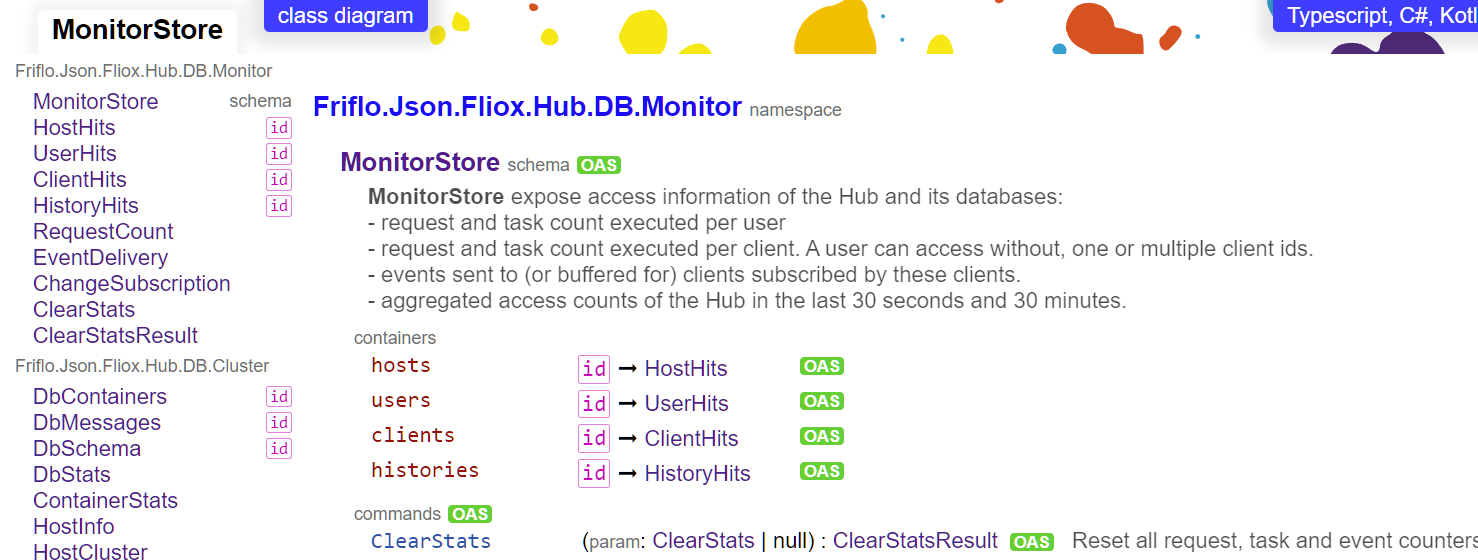 MonitorStore
class diagram
Typescript, C#, Kotl
Friflo.Json.Fliox.Hub.DB.Monitor
MonitorStore schema
HostHits id
UserHits id
ClientHits id
HistoryHits id
RequestCount
EventDelivery
ChangeSubscription
ClearStats
ClearStatsResult
Friflo.Json.Fliox.Hub.DB.Cluster
DbContainers id
DbMessages id
DbSchema id
DbStats
ContainerStats
HostInfo
HostCluster
Friflo.Json.Fliox.Hub.DB.Monitor namespace
MonitorStore schema OAS
MonitorStore expose access information of the Hub and its databases:
- request and task count executed per user
- request and task count executed per client. A user can access without, one or multiple client ids.
- events sent to (or buffered for) clients subscribed by these clients.
- aggregated access counts of the Hub in the last 30 seconds and 30 minutes.
containers
hosts id ➞ HostHits OAS
users id ➞ UserHits OAS
clients id ➞ ClientHits OAS
histories id ➞ HistoryHits OAS
commands OAS
ClearStats (param: ClearStats | null) : ClearStatsResult OAS Reset all request, task and event counters